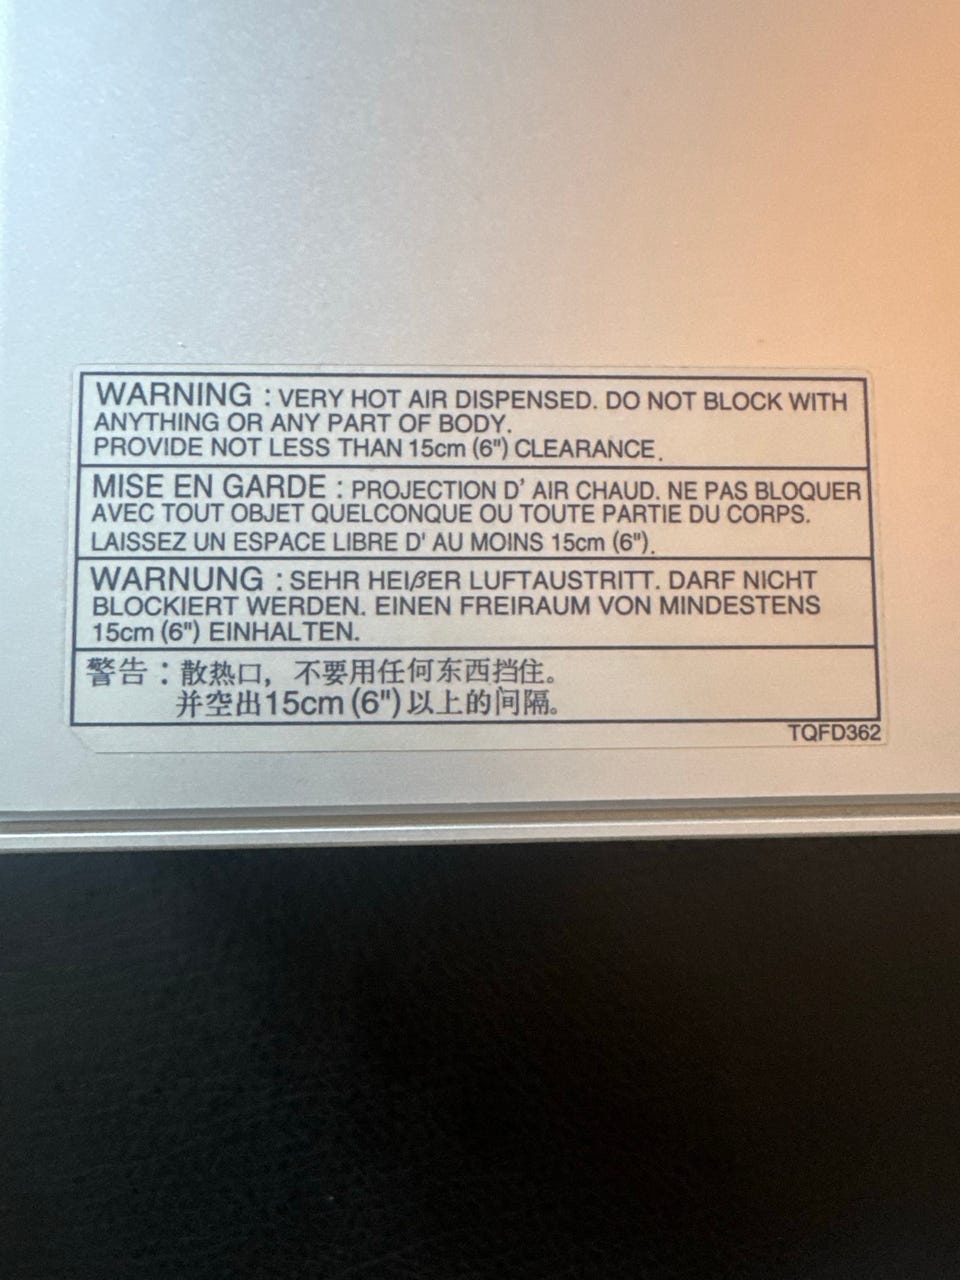 WARNING : VERY HOT AIR DISPENSED. DO NOT BLOCK WITH
ANYTHING OR ANY PART OF BODY.
PROVIDE NOT LESS THAN 15cm (6") CLEARANCE.
MISE EN GARDE : PROJECTION D' AIR CHAUD. NE PAS BLOQUER
AVEC TOUT OBJET QUELCONQUE OU TOUTE PARTIE DU CORPS.
LAISSEZ UN ESPACE LIBRE D' AU MOINS 15cm (6").
WARNUNG : SEHR HEIßER LUFTAUSTRITT. DARF NICHT
BLOCKIERT WERDEN. EINEN FREIRAUM VON MINDESTENS
15cm (6") EINHALTEN.
警告：散热口，不要用任何东西挡住。
并空出15cm (6")以上的间隔。
TQFD362